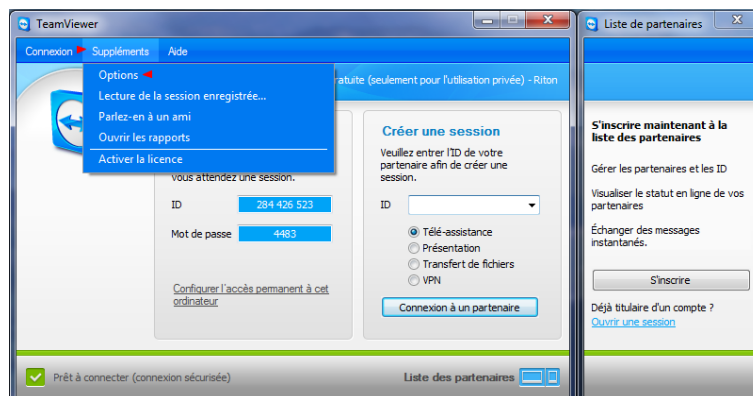 TeamViewer
Connexion Suppléments Aide
Options
Lecture de la session enregistrée...
Parlez-en à un ami
Ouvrir les rapports
Activer la licence
(seulement pour l'utilisation privée) - Riton
vous attendez une session.
ID 284 426 523
Mot de passe 4483
Configurer l'accès permanent à cet
ordinateur
Créer une session
Veuillez entrer l'ID de votre
partenaire afin de créer une
session.
ID
Télé-assistance
Présentation
Transfert de fichiers
VPN
Connexion à un partenaire
Prêt à connecter (connexion sécurisée)
Liste des partenaires
Liste de partenaires
S'inscrire maintenant à la
liste des partenaires
Gérer les partenaires et les ID
Visualiser le statut en ligne de vos
partenaires
Échanger des messages
instantanés.
S'inscrire
Déjà titulaire d'un compte ?
Ouvrir une session